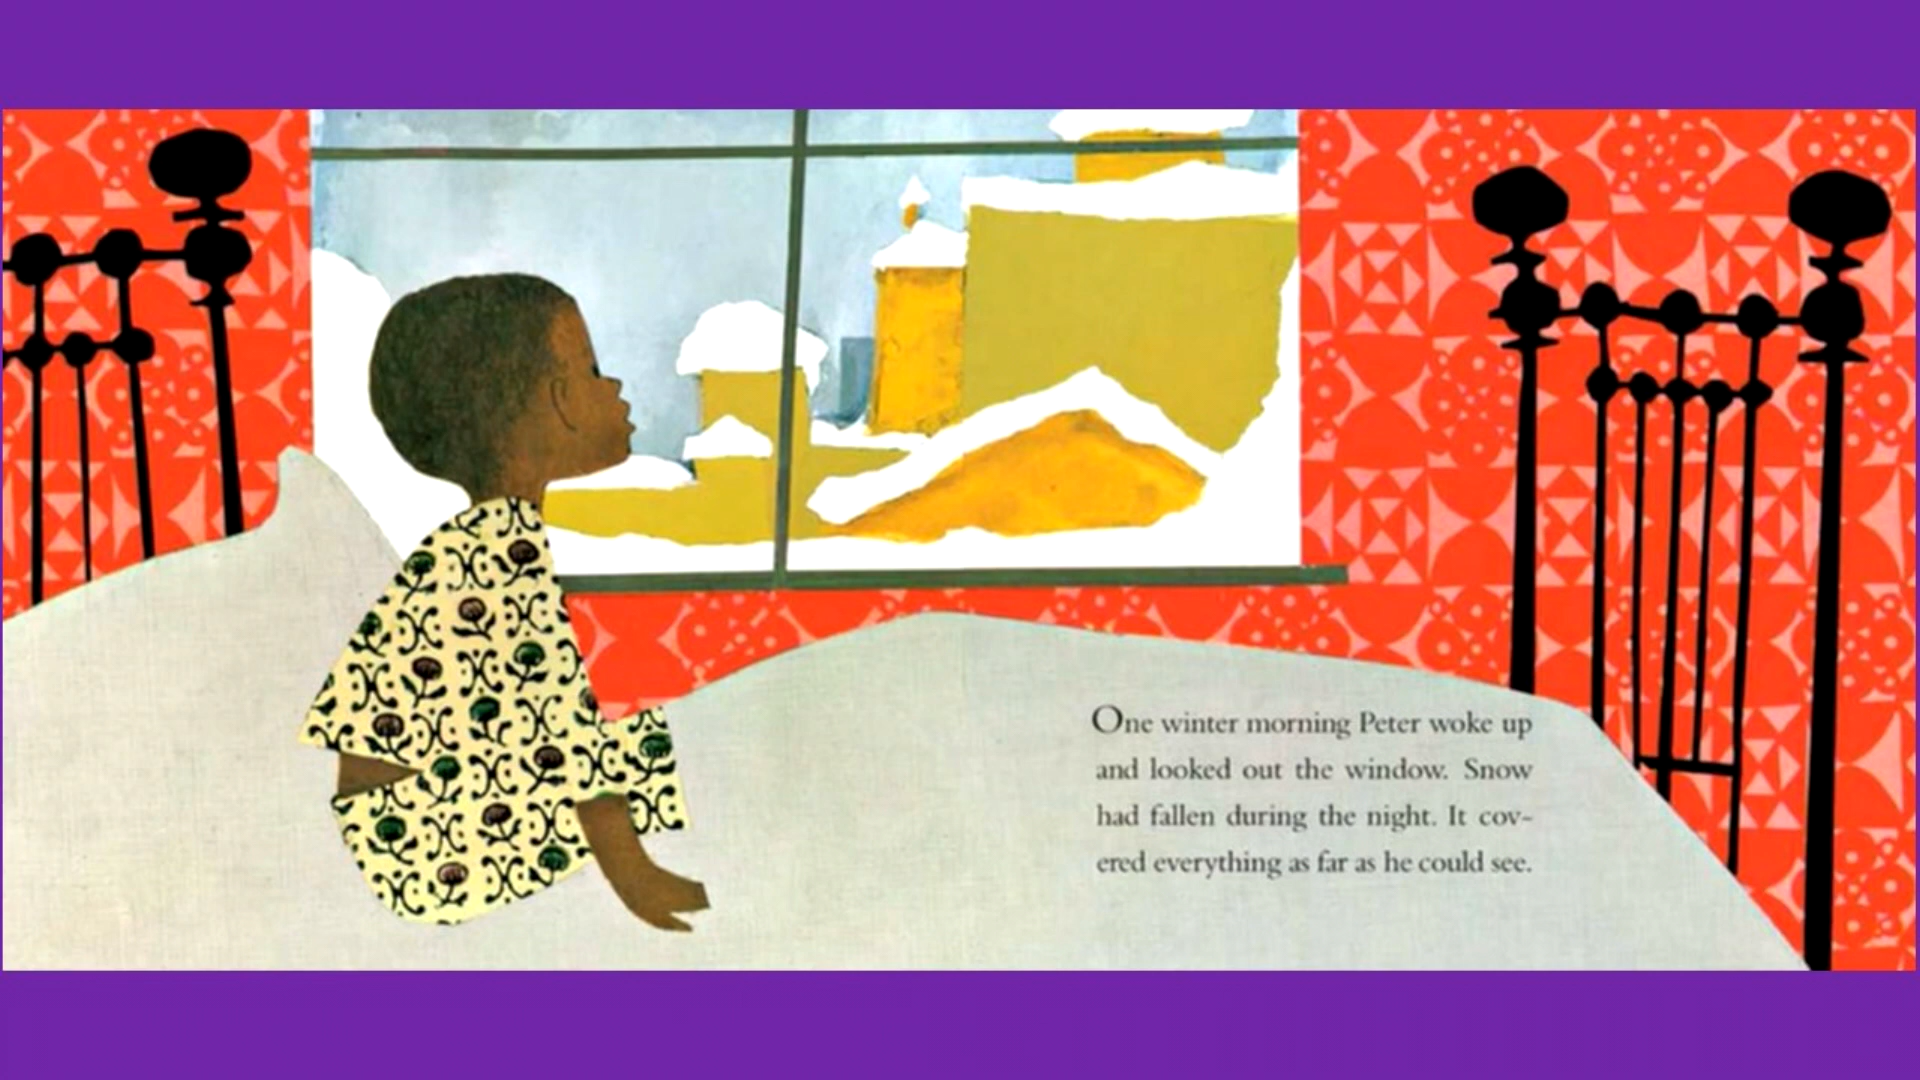 One winter morning Peter woke up
and looked out the window. Snow
had fallen during the night. It cov-
ered everything as far as he could see.